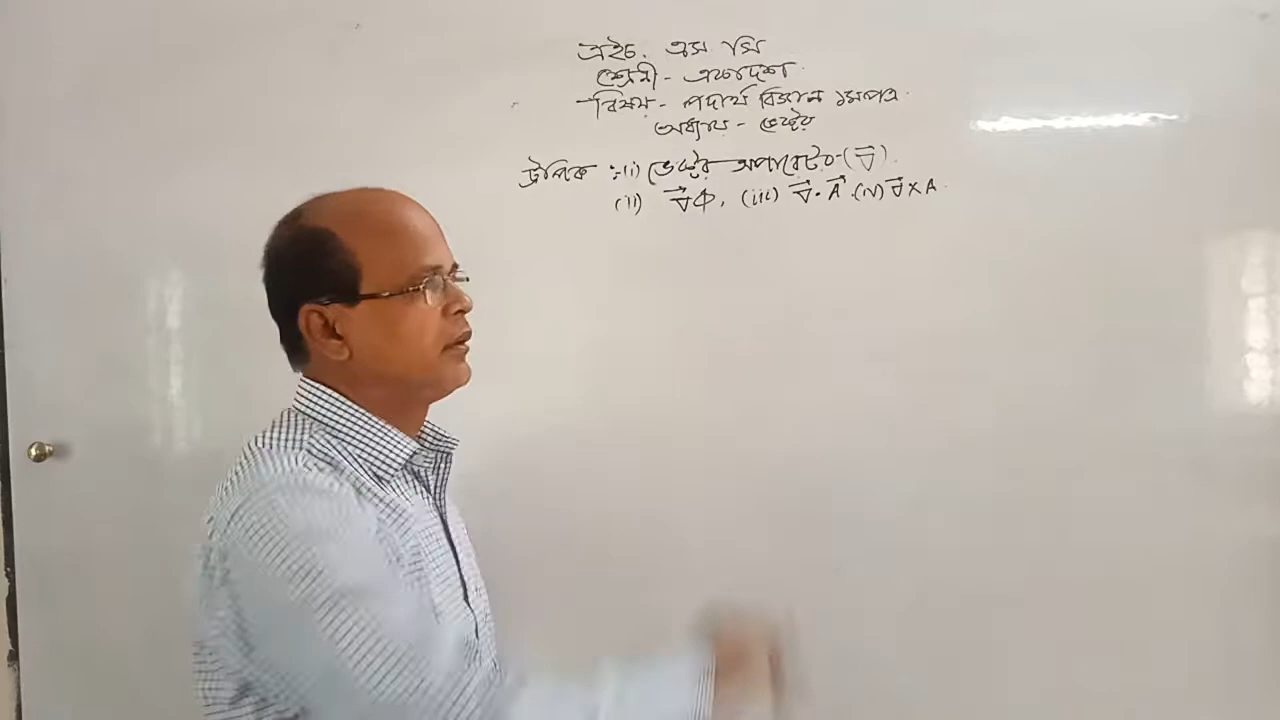 এইচ. এস সি
শ্রেণী - একাদশ
বিষয় - পদার্থ বিজ্ঞান ১মপত্র
অধ্যায় - ভেক্টর
টপিক :-(i) ভেক্টর অপারেটর-(∇⃗).
(ii) ∇⃗Φ, (iii) ∇⃗·A⃗ (iv) ∇⃗×A